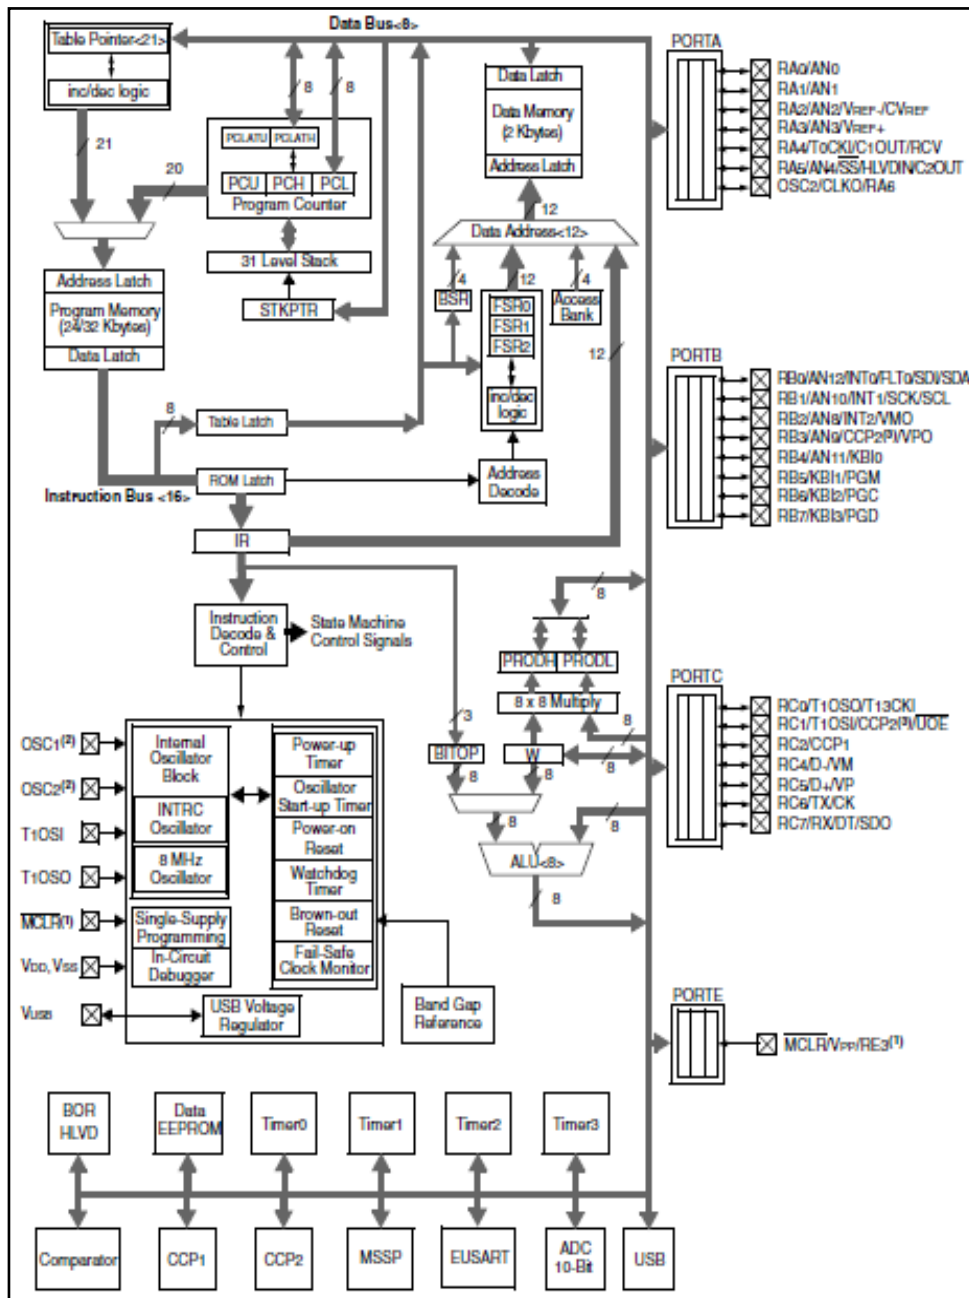 Data Bus<8>
Table Pointer<21>
inc/dec logic
21
20
8
8
PCLATU PCLATH
PCU PCH PCL
Program Counter
31 Level Stack
STKPTR
Data Latch
Data Memory
(2 Kbytes)
Address Latch
12
Data Address<12>
4
12
4
BSR
FSR0
FSR1
FSR2
inc/dec
logic
Access
Bank
12
Address Latch
Program Memory
(24/32 Kbytes)
Data Latch
8
Table Latch
ROM Latch
Instruction Bus <16>
Address
Decode
IR
Instruction
Decode &
Control
State Machine
Control Signals
8
PRODH PRODL
8 x 8 Multiply
3
8
BITOP
W
8
8
8
8
8
ALU<8>
8
OSC1(2)
OSC2(2)
T1OSI
T1OSO
MCLR(1)
VDD, VSS
VUSB
Internal
Oscillator
Block
INTRC
Oscillator
8 MHz
Oscillator
Single-Supply
Programming
In-Circuit
Debugger
USB Voltage
Regulator
Power-up
Timer
Oscillator
Start-up Timer
Power-on
Reset
Watchdog
Timer
Brown-out
Reset
Fail-Safe
Clock Monitor
Band Gap
Reference
PORTA
RA0/AN0
RA1/AN1
RA2/AN2/VREF-/CVREF
RA3/AN3/VREF+
RA4/T0CKI/C1OUT/RCV
RA5/AN4/SS/HLVDIN/C2OUT
OSC2/CLKO/RA6
PORTB
RB0/AN12/INT0/FLT0/SDI/SDA
RB1/AN10/INT1/SCK/SCL
RB2/AN8/INT2/VMO
RB3/AN9/CCP2(3)/VPO
RB4/AN11/KBI0
RB5/KBI1/PGM
RB6/KBI2/PGC
RB7/KBI3/PGD
PORTC
RC0/T1OSO/T13CKI
RC1/T1OSI/CCP2(3)/UOE
RC2/CCP1
RC4/D-/VM
RC5/D+/VP
RC6/TX/CK
RC7/RX/DT/SDO
PORTE
MCLR/VPP/RE3(1)
BOR
HLVD
Data
EEPROM
Timer0
Timer1
Timer2
Timer3
Comparator
CCP1
CCP2
MSSP
EUSART
ADC
10-Bit
USB